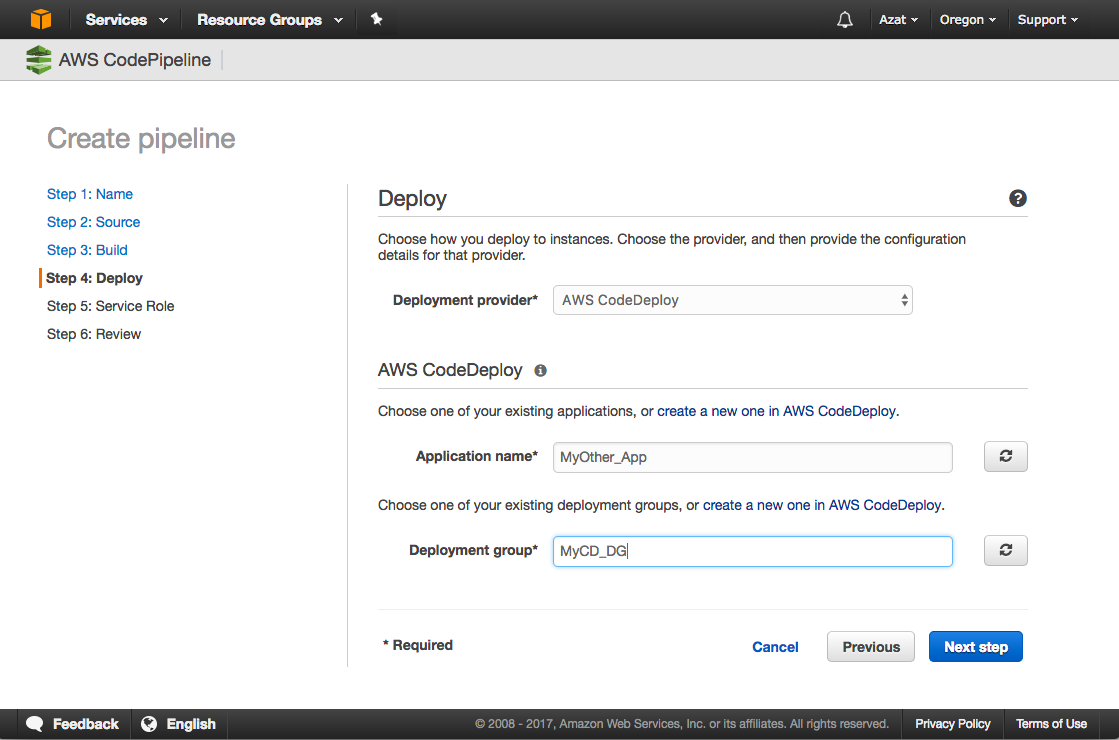 Services Resource Groups Azat Oregon Support
AWS CodePipeline
Create pipeline
Step 1: Name
Step 2: Source
Step 3: Build
Step 4: Deploy
Step 5: Service Role
Step 6: Review
Deploy
Choose how you deploy to instances. Choose the provider, and then provide the configuration
details for that provider.
Deployment provider* AWS CodeDeploy
AWS CodeDeploy
Choose one of your existing applications, or create a new one in AWS CodeDeploy.
Application name* MyOther_App
Choose one of your existing deployment groups, or create a new one in AWS CodeDeploy.
Deployment group* MyCD_DG
* Required Cancel Previous Next step
Feedback English © 2008 - 2017, Amazon Web Services, Inc. or its affiliates. All rights reserved. Privacy Policy Terms of Use